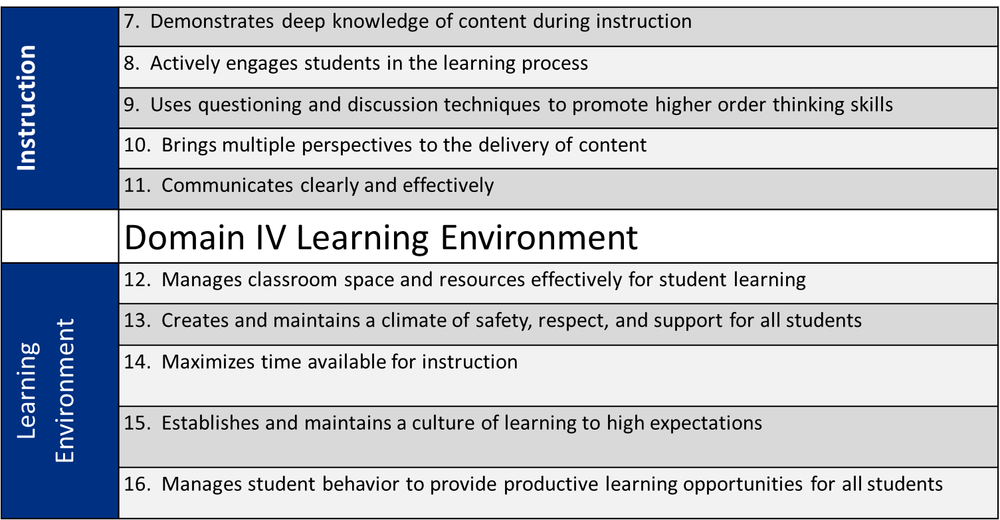 Instruction
7. Demonstrates deep knowledge of content during instruction
8. Actively engages students in the learning process
9. Uses questioning and discussion techniques to promote higher order thinking skills
10. Brings multiple perspectives to the delivery of content
11. Communicates clearly and effectively
Domain IV Learning Environment
Learning
Environment
12. Manages classroom space and resources effectively for student learning
13. Creates and maintains a climate of safety, respect, and support for all students
14. Maximizes time available for instruction
15. Establishes and maintains a culture of learning to high expectations
16. Manages student behavior to provide productive learning opportunities for all students